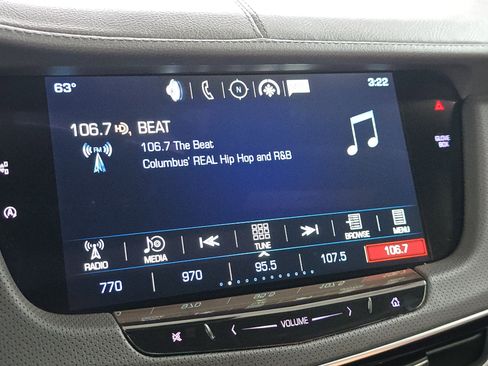 63° N 3:22
106.7 HD) BEAT
106.7 The Beat
Columbus' REAL Hip Hop and R&B
FM
GLOVE
BOX
RADIO MEDIA TUNE BROWSE MENU
770 970 95.5 107.5 106.7
VOLUME